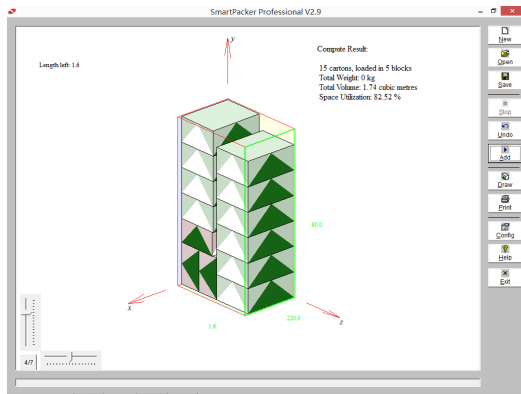 SmartPacker Professional V2.9
Length left: 1.6
y
Compute Result:
15 cartons, loaded in 5 blocks
Total Weight: 0 kg
Total Volume: 1.74 cubic metres
Space Utilization: 82.52 %
80.0
x
z
1.6
220.0
4/7
New
Open
Save
Stop
Undo
Add
Draw
Print
Config
Help
Exit